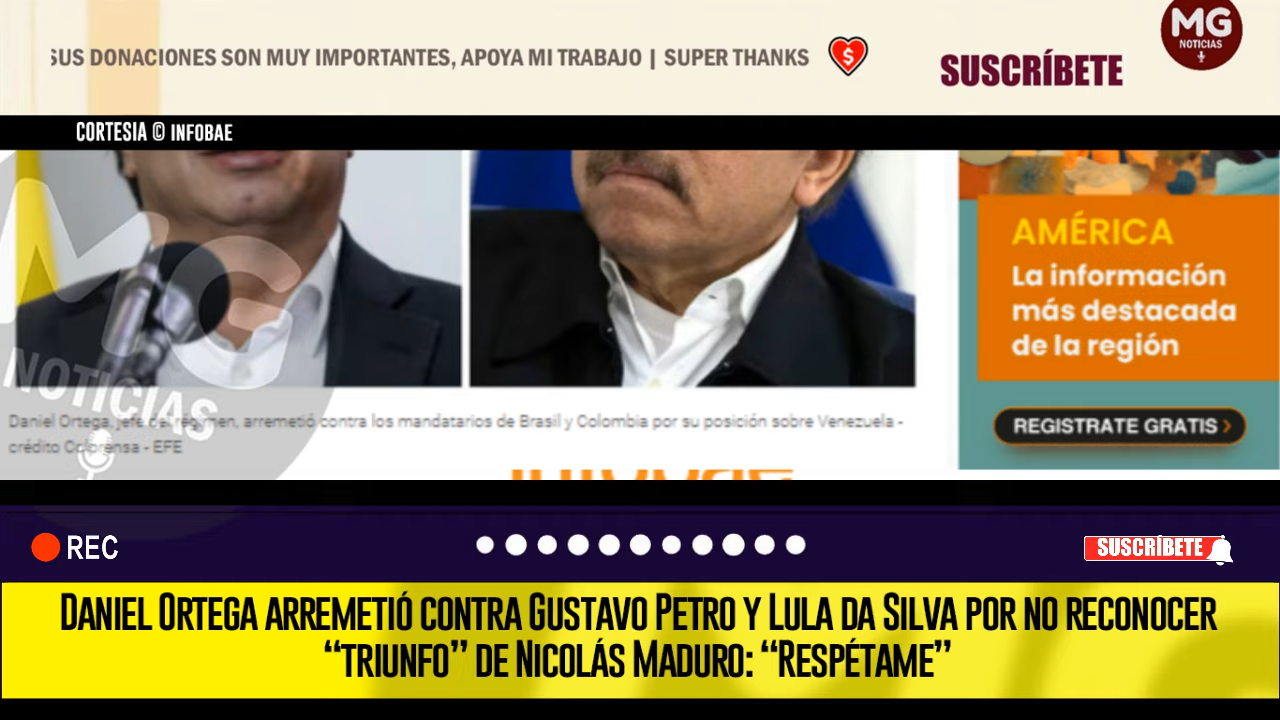 SUS DONACIONES SON MUY IMPORTANTES, APOYA MI TRABAJO | SUPER THANKS
SUSCRÍBETE
MG
NOTICIAS
CORTESIA © INFOBAE
AMÉRICA
La información
más destacada
de la región
REGISTRATE GRATIS >
MG
NOTICIAS
Daniel Ortega, jefe del régimen, arremetió contra los mandatarios de Brasil y Colombia por su posición sobre Venezuela -
crédito Colprensa - EFE
REC
SUSCRÍBETE
DANIEL ORTEGA ARREMETIÓ CONTRA GUSTAVO PETRO Y LULA DA SILVA POR NO RECONOCER
“TRIUNFO” DE NICOLÁS MADURO: “RESPÉTAME”